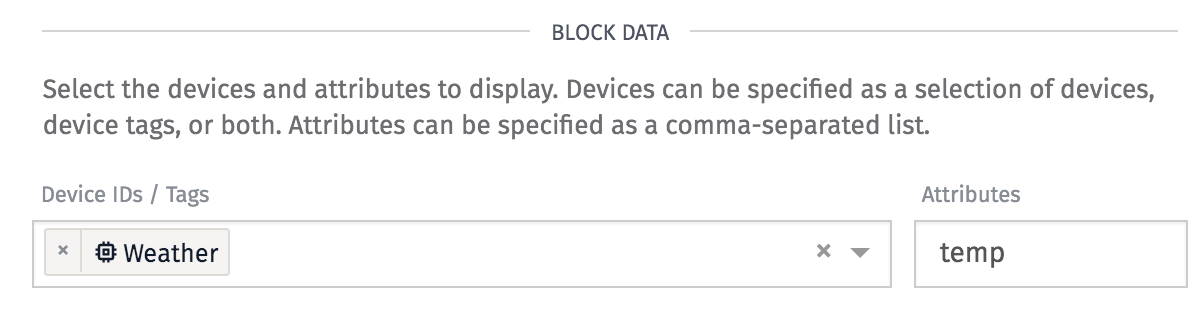 BLOCK DATA
Select the devices and attributes to display. Devices can be specified as a selection of devices,
device tags, or both. Attributes can be specified as a comma-separated list.
Device IDs / Tags
Attributes
× Weather ×
temp